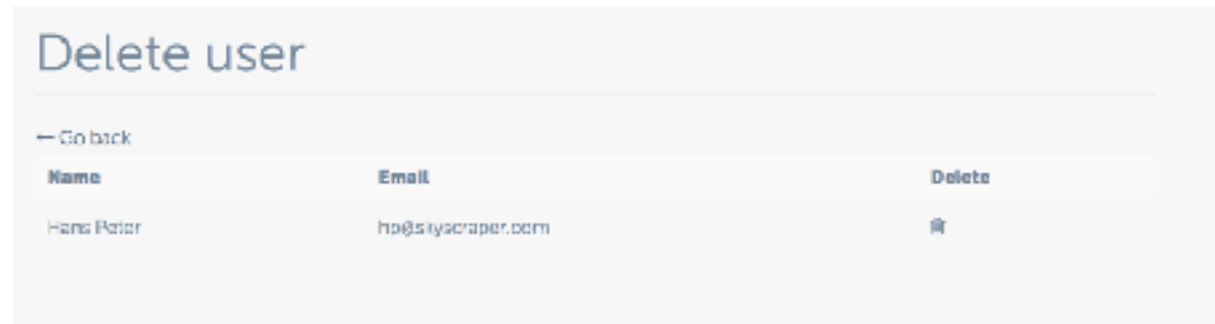 Delete user
← Go back
Name Email Delete
Hans Peter hp@skyscraper.com